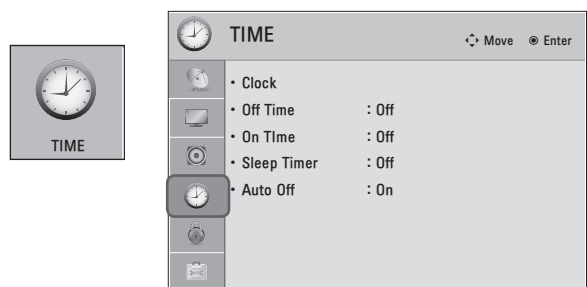 TIME
TIME
Move Enter
• Clock
• Off Time : Off
• On TIme : Off
• Sleep Timer : Off
• Auto Off : On